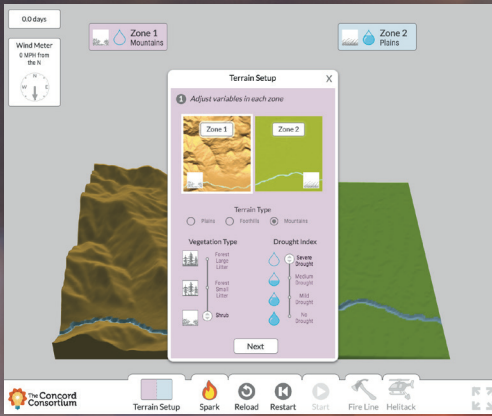 0.0 days
Wind Meter
0 MPH from
the N
N
W E
S
Zone 1
Mountains
Zone 2
Plains
Terrain Setup X
1 Adjust variables in each zone
Zone 1 Zone 2
Terrain Type
Plains Foothills Mountains
Vegetation Type Drought Index
Forest
Large
Litter
Forest
Small
Litter
Shrub
Severe
Drought
Medium
Drought
Mild
Drought
No
Drought
Next
The Concord
Consortium
Terrain Setup Spark Reload Restart Start Fire Line Helitack